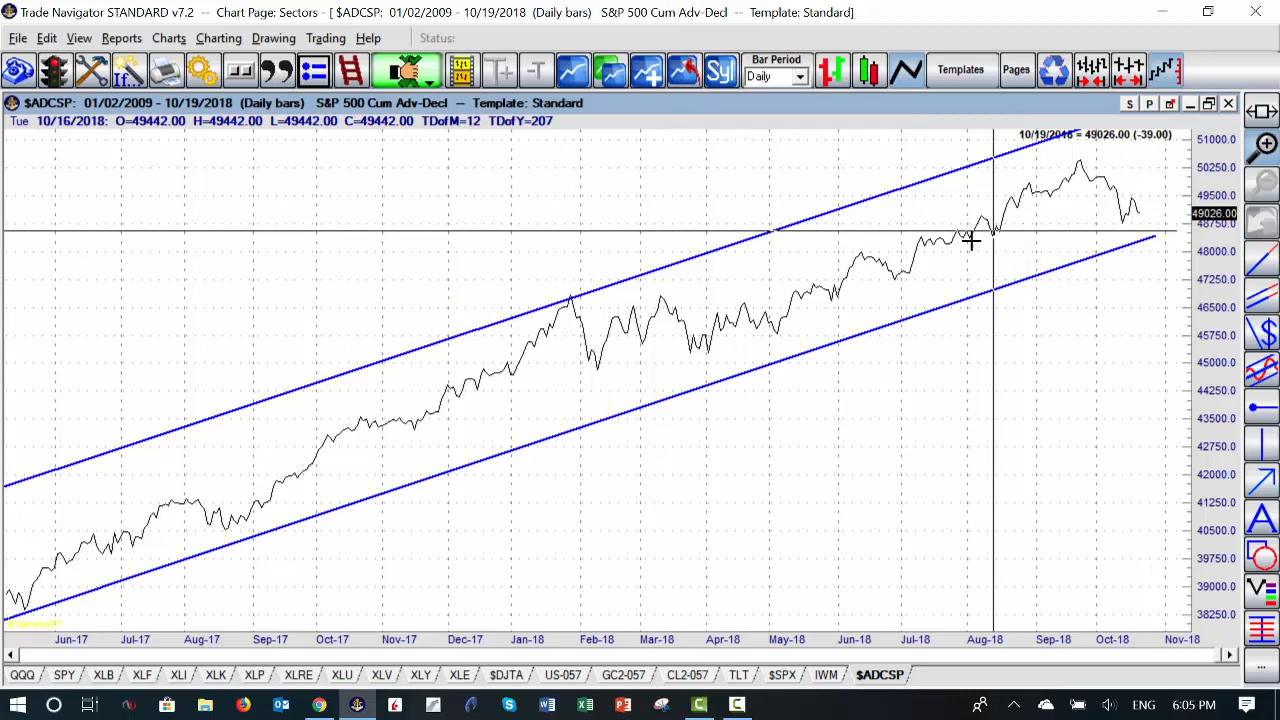 Trade Navigator STANDARD v7.2 -- Chart Page: Sectors - [ $ADCSP: 01/02/2009 - 10/19/2018 (Daily bars) S&P 500 Cum Adv-Decl -- Template: Standard]
File Edit View Reports Charts Charting Drawing Trading Help Status:
If... T T Syl Bar Period Daily Templates Pages
$ADCSP: 01/02/2009 - 10/19/2018 (Daily bars) S&P 500 Cum Adv-Decl -- Template: Standard S P
Tue 10/16/2018: O=49442.00 H=49442.00 L=49442.00 C=49442.00 TDofM=12 TDofY=207
10/19/2018 = 49026.00 (-39.00)
51000.0
50250.0
49500.0
49026.00
48750.0
48000.0
47250.0
46500.0
45750.0
45000.0
44250.0
43500.0
42750.0
42000.0
41250.0
40500.0
39750.0
39000.0
38250.0
Jun-17 Jul-17 Aug-17 Sep-17 Oct-17 Nov-17 Dec-17 Jan-18 Feb-18 Mar-18 Apr-18 May-18 Jun-18 Jul-18 Aug-18 Sep-18 Oct-18 Nov-18
QQQ SPY XLB XLF XLI XLK XLP XLRE XLU XLV XLY XLE $DJTA US-057 GC2-057 CL2-057 TLT $SPX IWM $ADCSP
ENG 6:05 PM